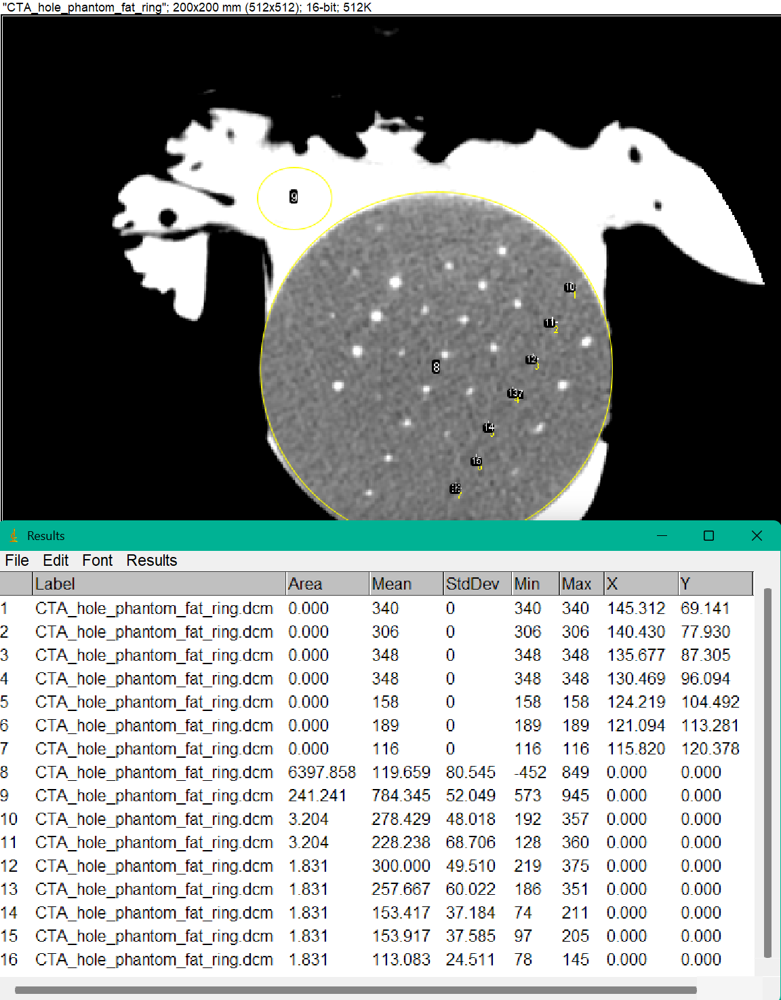 "CTA_hole_phantom_fat_ring"; 200x200 mm (512x512); 16-bit; 512K
9
10
1
11
2
12
3
8
137
4
14
15
7
Results
File Edit Font Results
Label Area Mean StdDev Min Max X Y
1 CTA_hole_phantom_fat_ring.dcm 0.000 340 0 340 340 145.312 69.141
2 CTA_hole_phantom_fat_ring.dcm 0.000 306 0 306 306 140.430 77.930
3 CTA_hole_phantom_fat_ring.dcm 0.000 348 0 348 348 135.677 87.305
4 CTA_hole_phantom_fat_ring.dcm 0.000 348 0 348 348 130.469 96.094
5 CTA_hole_phantom_fat_ring.dcm 0.000 158 0 158 158 124.219 104.492
6 CTA_hole_phantom_fat_ring.dcm 0.000 189 0 189 189 121.094 113.281
7 CTA_hole_phantom_fat_ring.dcm 0.000 116 0 116 116 115.820 120.378
8 CTA_hole_phantom_fat_ring.dcm 6397.858 119.659 80.545 -452 849 0.000 0.000
9 CTA_hole_phantom_fat_ring.dcm 241.241 784.345 52.049 573 945 0.000 0.000
10 CTA_hole_phantom_fat_ring.dcm 3.204 278.429 48.018 192 357 0.000 0.000
11 CTA_hole_phantom_fat_ring.dcm 3.204 228.238 68.706 128 360 0.000 0.000
12 CTA_hole_phantom_fat_ring.dcm 1.831 300.000 49.510 219 375 0.000 0.000
13 CTA_hole_phantom_fat_ring.dcm 1.831 257.667 60.022 186 351 0.000 0.000
14 CTA_hole_phantom_fat_ring.dcm 1.831 153.417 37.184 74 211 0.000 0.000
15 CTA_hole_phantom_fat_ring.dcm 1.831 153.917 37.585 97 205 0.000 0.000
16 CTA_hole_phantom_fat_ring.dcm 1.831 113.083 24.511 78 145 0.000 0.000